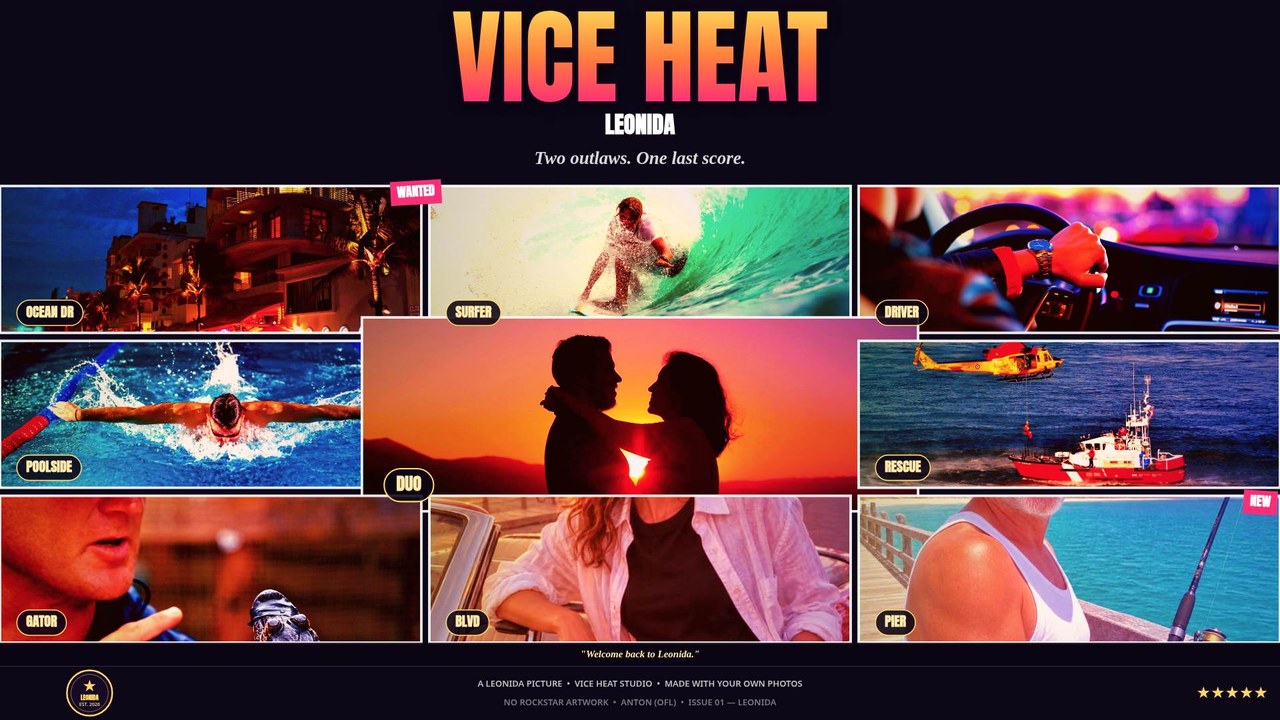 VICE HEAT
LEONIDA
Two outlaws. One last score.
WANTED
OCEAN DR
SURFER
DRIVER
POOLSIDE
DUO
RESCUE
NEW
GATOR
BLVD
PIER
"Welcome back to Leonida."
LEONIDA
EST. 2026
A LEONIDA PICTURE • VICE HEAT STUDIO • MADE WITH YOUR OWN PHOTOS
NO ROCKSTAR ARTWORK • ANTON (OFL) • ISSUE 01 — LEONIDA